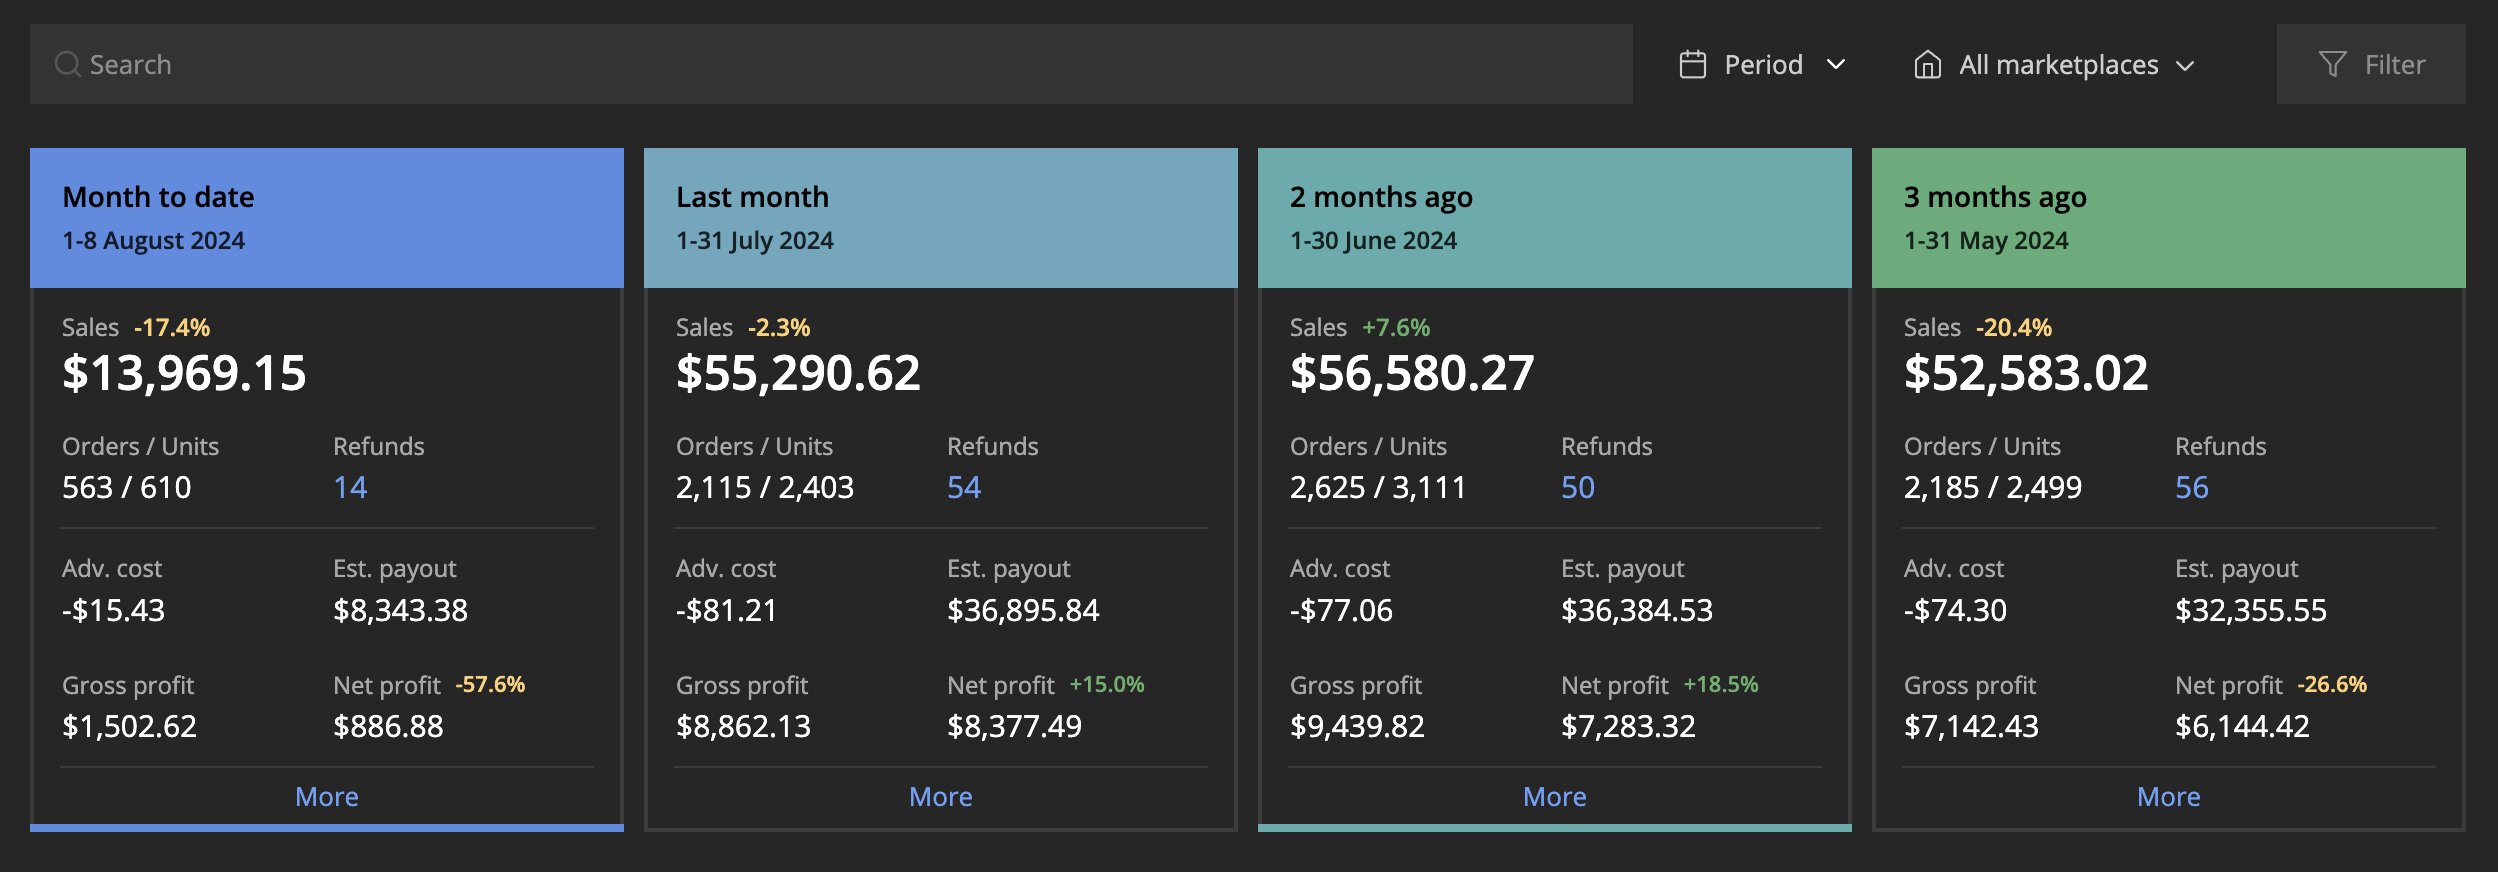 Search
Period
All marketplaces
Filter
Month to date
1-8 August 2024
Sales -17.4%
$13,969.15
Orders / Units Refunds
563 / 610 14
Adv. cost Est. payout
-$15.43 $8,343.38
Gross profit Net profit -57.6%
$1,502.62 $886.88
More
Last month
1-31 July 2024
Sales -2.3%
$55,290.62
Orders / Units Refunds
2,115 / 2,403 54
Adv. cost Est. payout
-$81.21 $36,895.84
Gross profit Net profit +15.0%
$8,862.13 $8,377.49
More
2 months ago
1-30 June 2024
Sales +7.6%
$56,580.27
Orders / Units Refunds
2,625 / 3,111 50
Adv. cost Est. payout
-$77.06 $36,384.53
Gross profit Net profit +18.5%
$9,439.82 $7,283.32
More
3 months ago
1-31 May 2024
Sales -20.4%
$52,583.02
Orders / Units Refunds
2,185 / 2,499 56
Adv. cost Est. payout
-$74.30 $32,355.55
Gross profit Net profit -26.6%
$7,142.43 $6,144.42
More